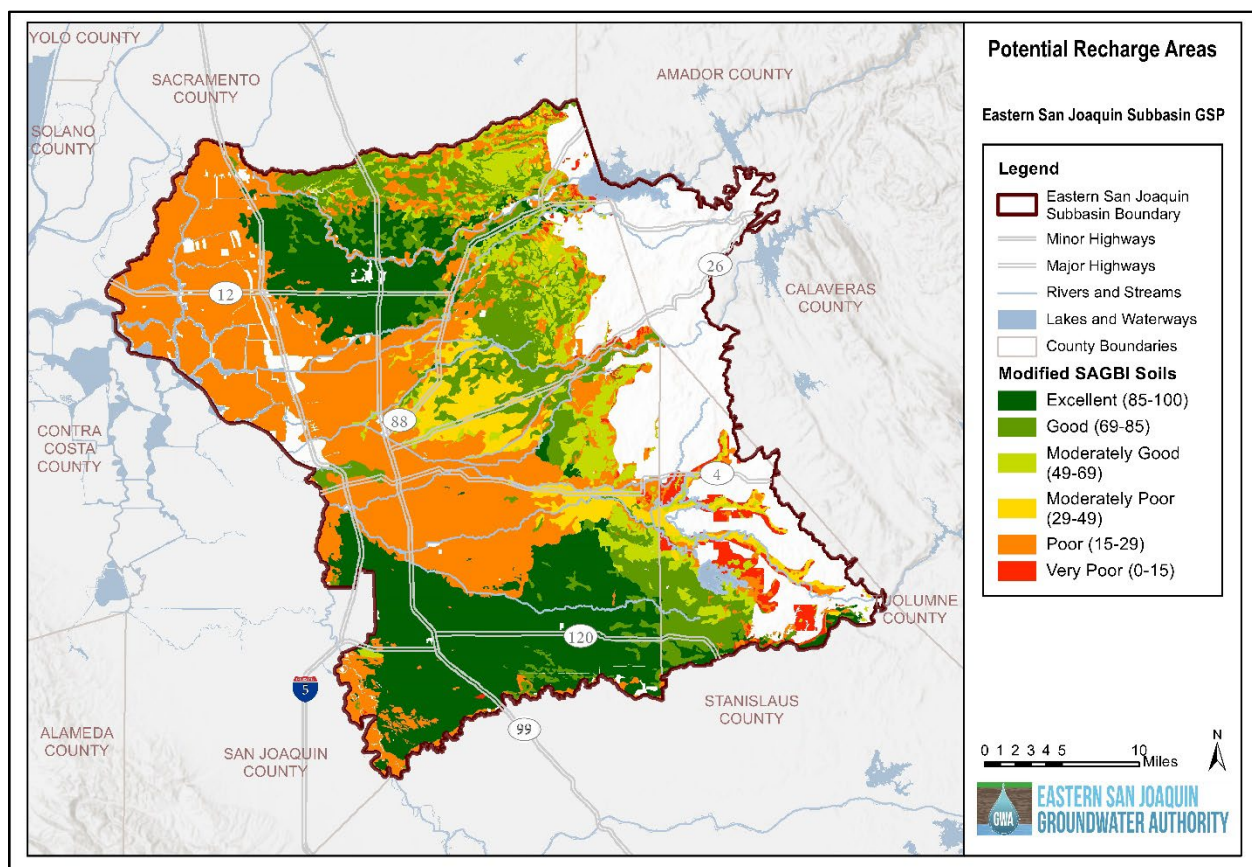 YOLO COUNTY
SACRAMENTO
COUNTY
AMADOR COUNTY
SOLANO
COUNTY
26
CALAVERAS
COUNTY
12
CONTRA
COSTA
COUNTY
88
4
TUOLUMNE
COUNTY
120
5
STANISLAUS
COUNTY
99
ALAMEDA
COUNTY
SAN JOAQUIN
COUNTY
Potential Recharge Areas
Eastern San Joaquin Subbasin GSP
Legend
Eastern San Joaquin
Subbasin Boundary
Minor Highways
Major Highways
Rivers and Streams
Lakes and Waterways
County Boundaries
Modified SAGBI Soils
Excellent (85-100)
Good (69-85)
Moderately Good
(49-69)
Moderately Poor
(29-49)
Poor (15-29)
Very Poor (0-15)
0 1 2 3 4 5 10
Miles
N
GWA
EASTERN SAN JOAQUIN
GROUNDWATER AUTHORITY